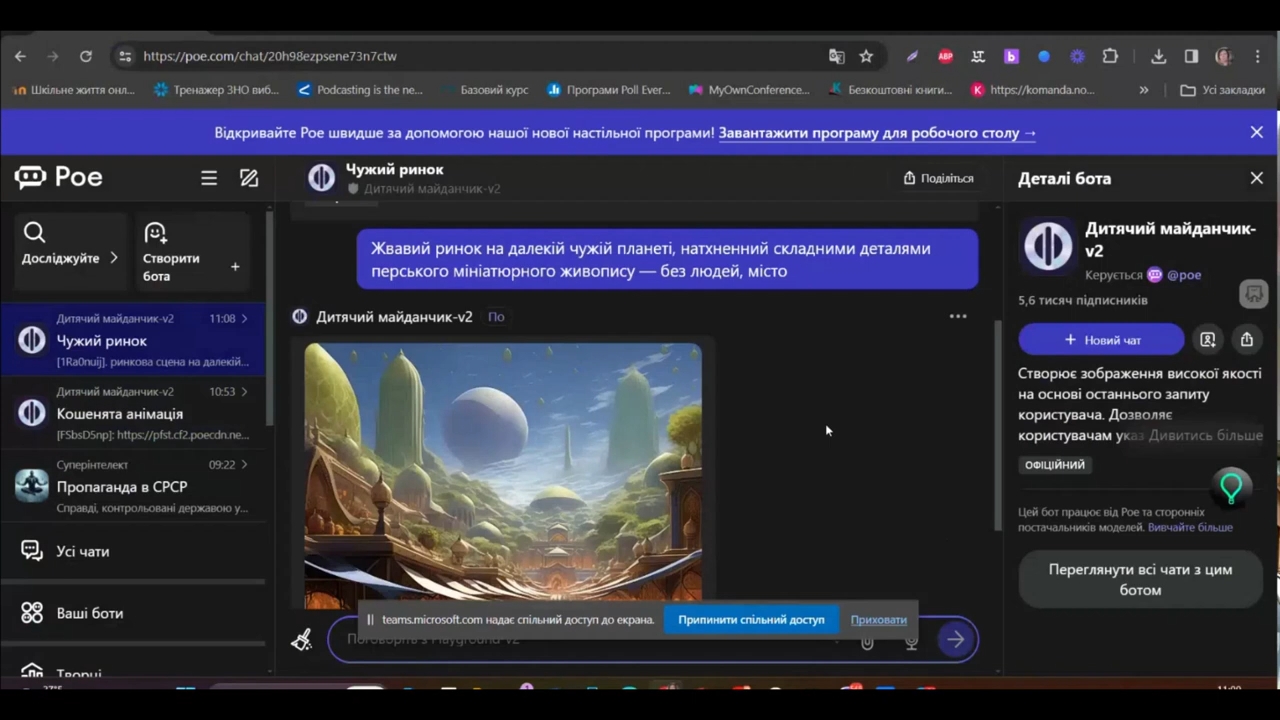 https://poe.com/chat/20h98ezpsene73n7ctw
Шкільне життя онл...
Тренажер ЗНО виб...
Podcasting is the ne...
Базовий курс
Програми Poll Ever...
MyOwnConference...
Безкоштовні книги...
https://komanda.no...
Усі закладки
Відкривайте Poe швидше за допомогою нашої нової настільної програми! Завантажити програму для робочого столу →
Poe
Досліджуйте
Створити
бота
Дитячий майданчик-v2 11:08
Чужий ринок
[1Ra0nuij]. ринкова сцена на далекій...
Дитячий майданчик-v2 10:53
Кошенята анімація
[FSbsD5np]: https://pfst.cf2.poecdn.ne...
Суперінтелект 09:22
Пропаганда в СРСР
Справді, контрольовані державою у...
Усі чати
Ваші боти
Творці
Чужий ринок
Дитячий майданчик-v2
Поділіться
Жвавий ринок на далекій чужій планеті, натхненний складними деталями
перського мініатюрного живопису — без людей, місто
Дитячий майданчик-v2 По
teams.microsoft.com надає спільний доступ до екрана.
Припинити спільний доступ
Приховати
Поговоріть з Playground-v2
Деталі бота
Дитячий майданчик-
v2
Керується @poe
5,6 тисяч підписників
Новий чат
Створює зображення високої якості
на основі останнього запиту
користувача. Дозволяє
користувачам указ Дивитись більше
ОФІЦІЙНИЙ
Цей бот працює від Poe та сторонніх
постачальників моделей. Вивчайте більше
Переглянути всі чати з цим
ботом